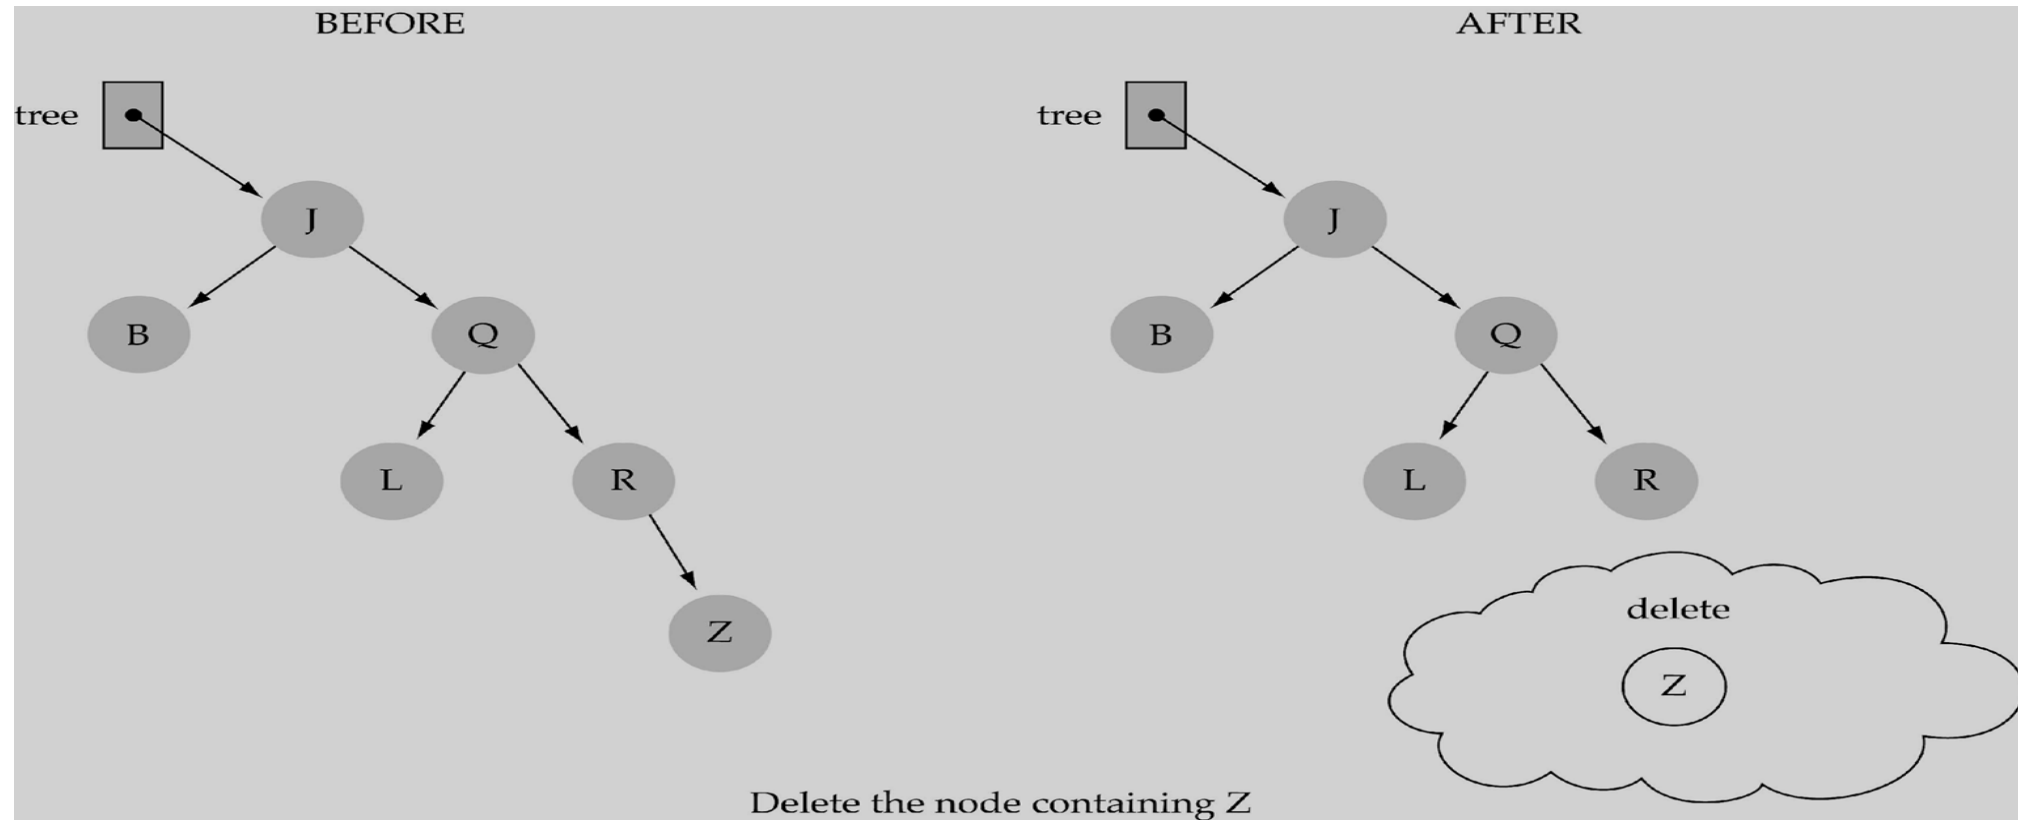 BEFORE
tree
J
B
Q
L
R
Z
AFTER
tree
J
B
Q
L
R
delete
Z
Delete the node containing Z